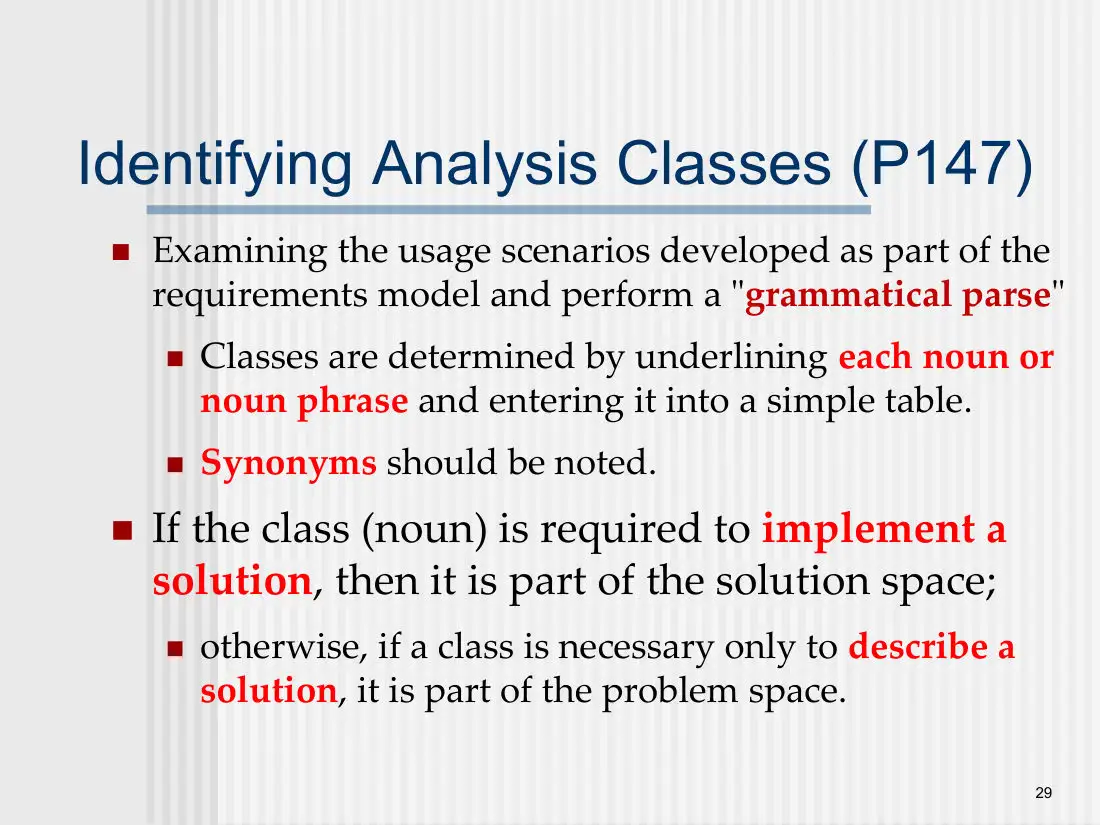 Identifying Analysis Classes (P147)
Examining the usage scenarios developed as part of the
requirements model and perform a "grammatical parse"
Classes are determined by underlining each noun or
noun phrase and entering it into a simple table.
Synonyms should be noted.
If the class (noun) is required to implement a
solution, then it is part of the solution space;
otherwise, if a class is necessary only to describe a
solution, it is part of the problem space.
29